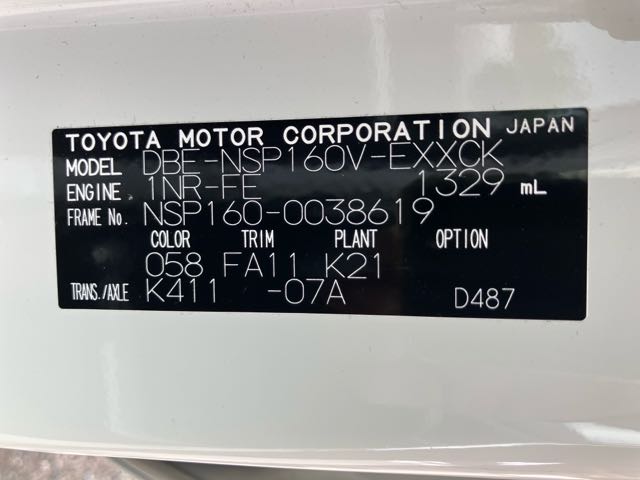 TOYOTA MOTOR CORPORATION JAPAN
MODEL DBE-NSP160V-EXXCK
ENGINE 1NR-FE 1329 mL
FRAME No. NSP160-0038619
COLOR TRIM PLANT OPTION
058 FA11 K21
TRANS./AXLE K411 -07A D487